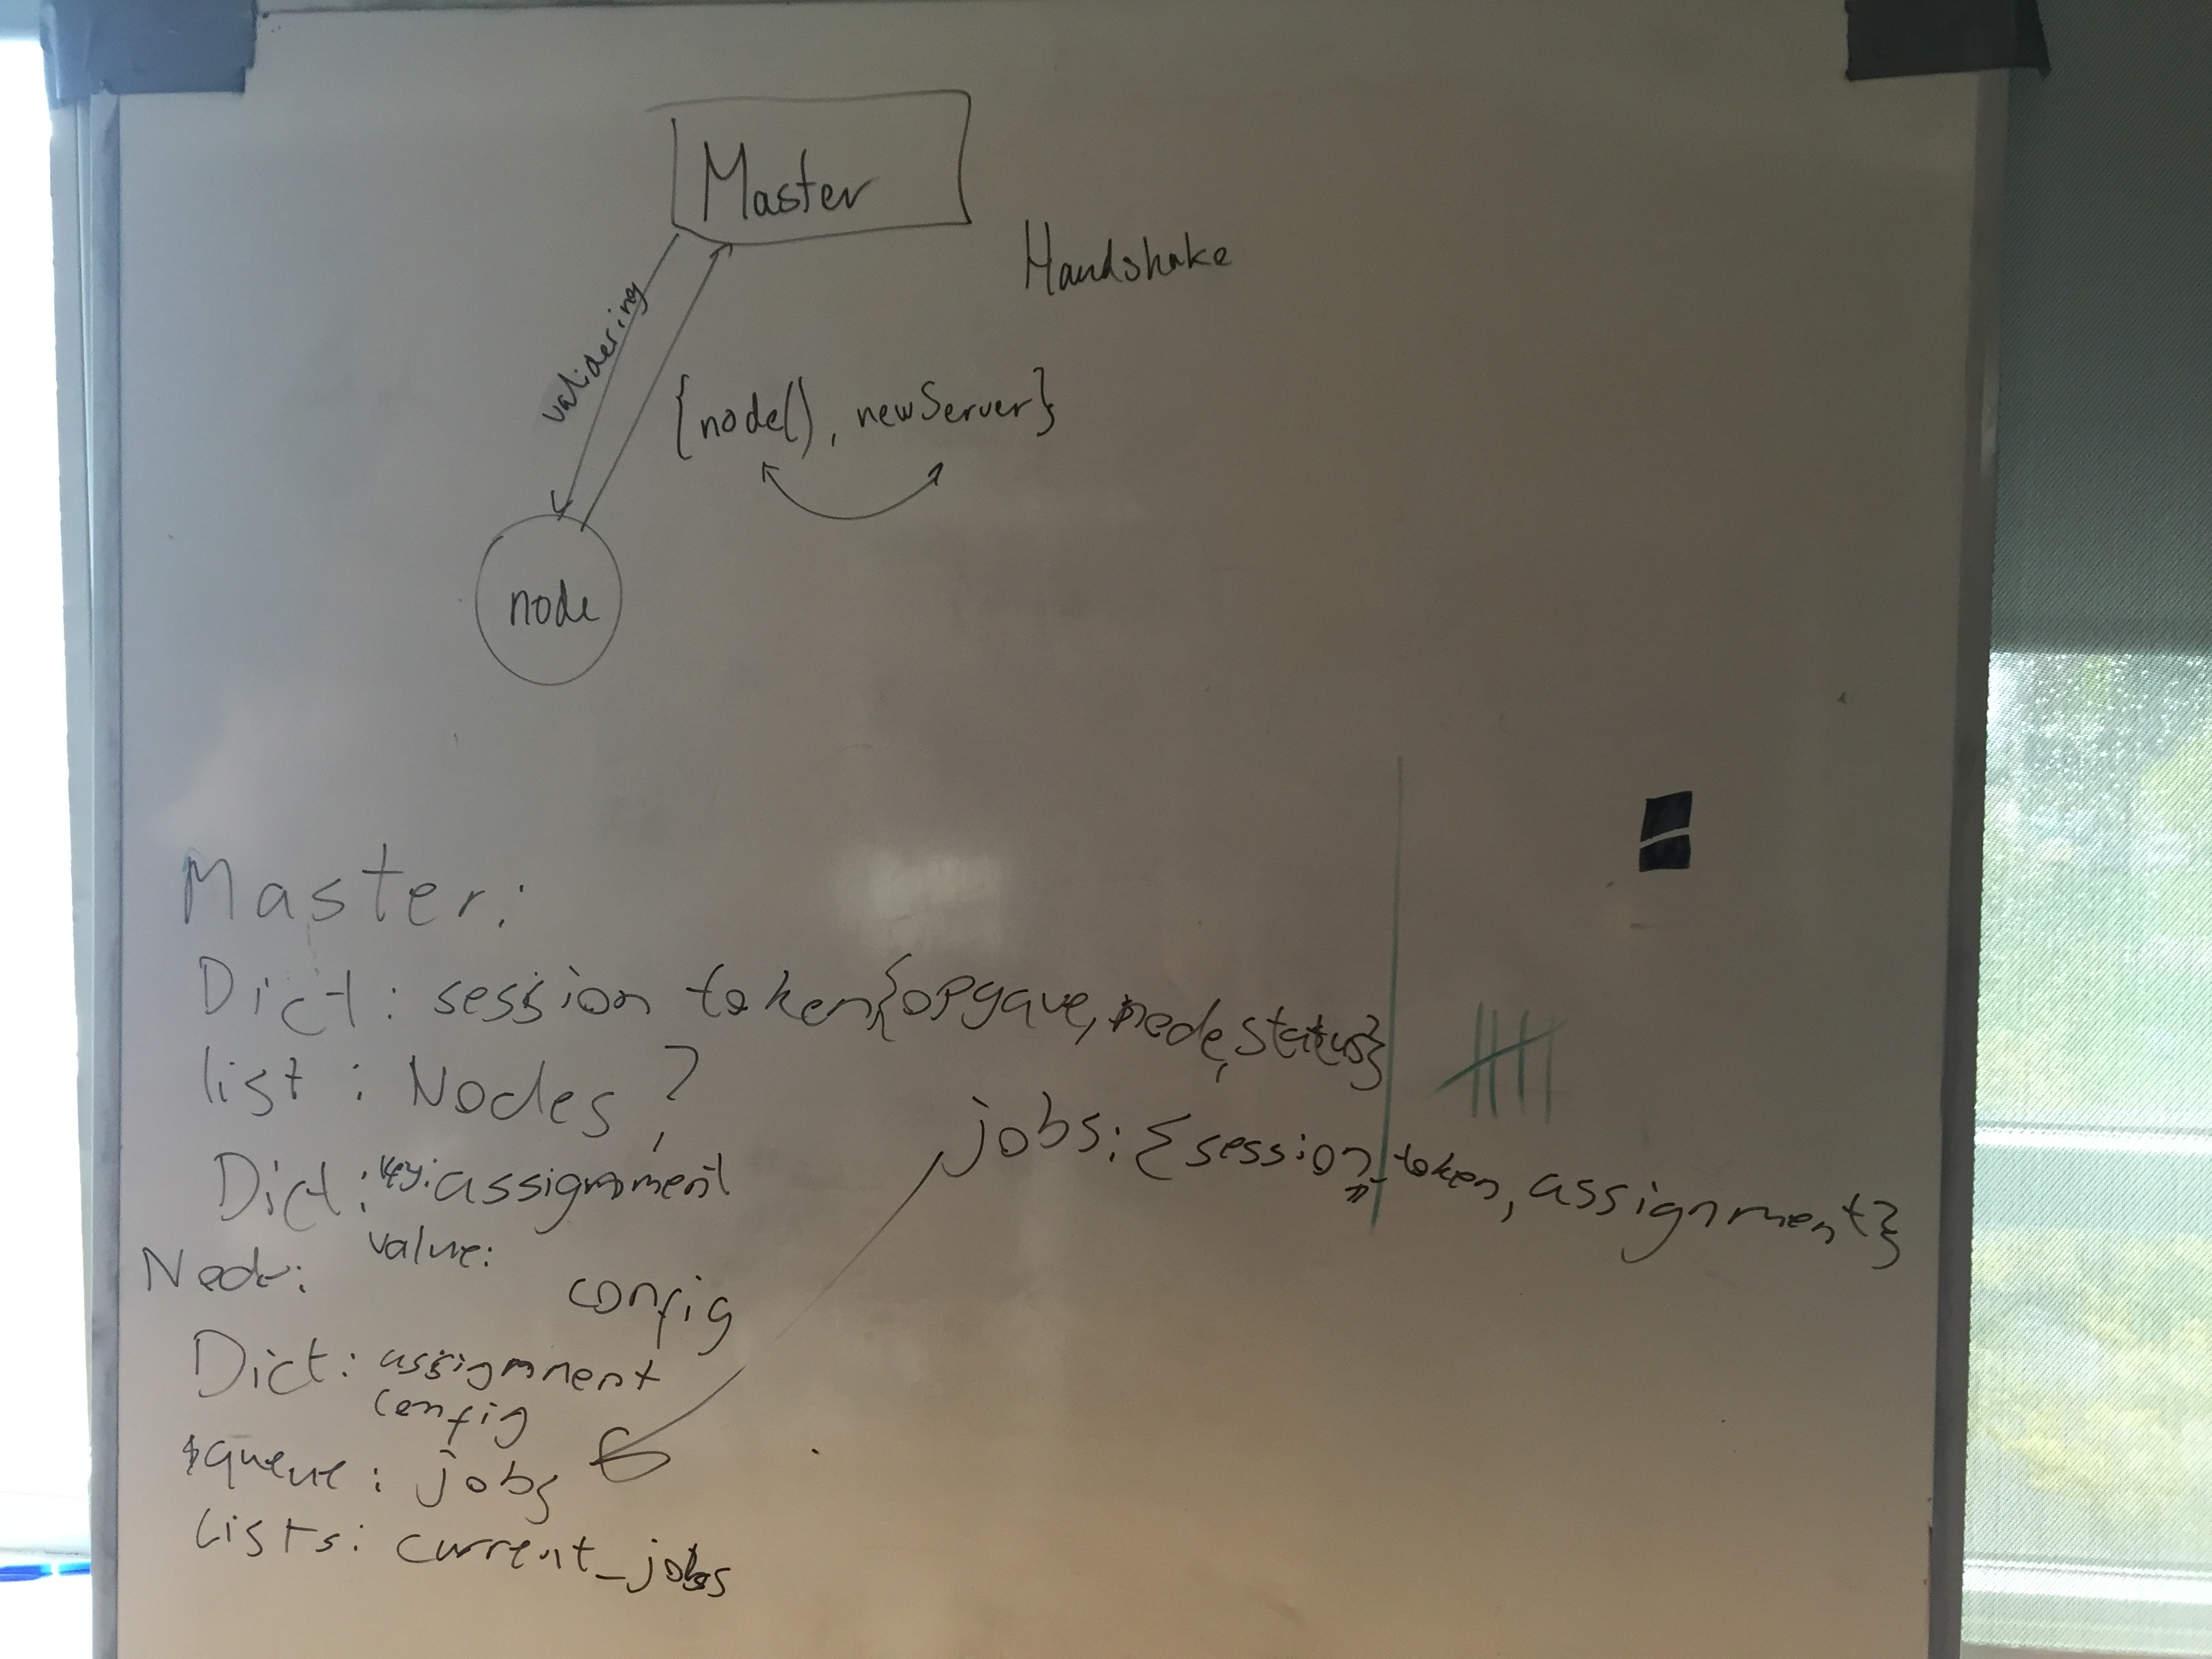 Master
Handshake
validering
{node(), newServer}
node
Master:
Dict: session token{opgave, node, status}
list: Nodes?
jobs: {session_token, assignment}
Dict: key: assignment
value:
config
Node:
Dict: assignment
config
queue: jobs
Lists: current_jobs